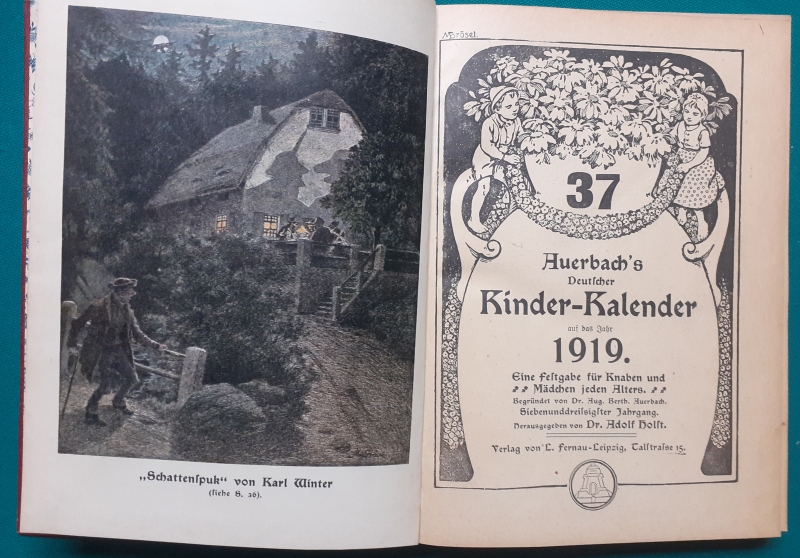 „Schattenſpuk“ von Karl Winter
(ſiehe S. 26).
M Brösel.
37
Auerbach's
Deutſcher
Kinder-Kalender
auf das Jahr
1919.
Eine Feſtgabe für Knaben und
Mädchen jeden Alters.
Begründet von Dr. Aug. Berth. Auerbach.
Siebenunddreiſsigſter Jahrgang.
Herausgegeben von Dr. Adolf Holſt.
Verlag von L. Fernau-Leipzig, Talſtraſse 15.